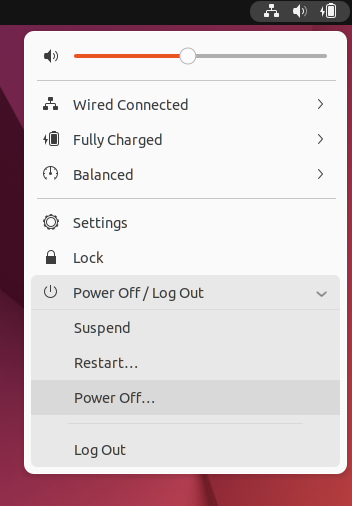 Wired Connected
Fully Charged
Balanced
Settings
Lock
Power Off / Log Out
Suspend
Restart…
Power Off…
Log Out